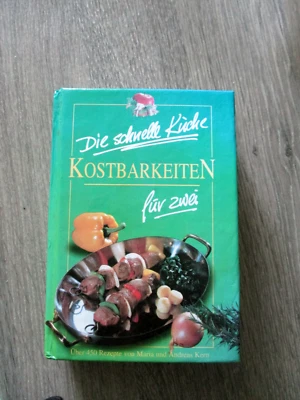 Die schnelle Küche
KOSTBARKEITEN
für zwei
Über 450 Rezepte von Maria und Andreas Kern